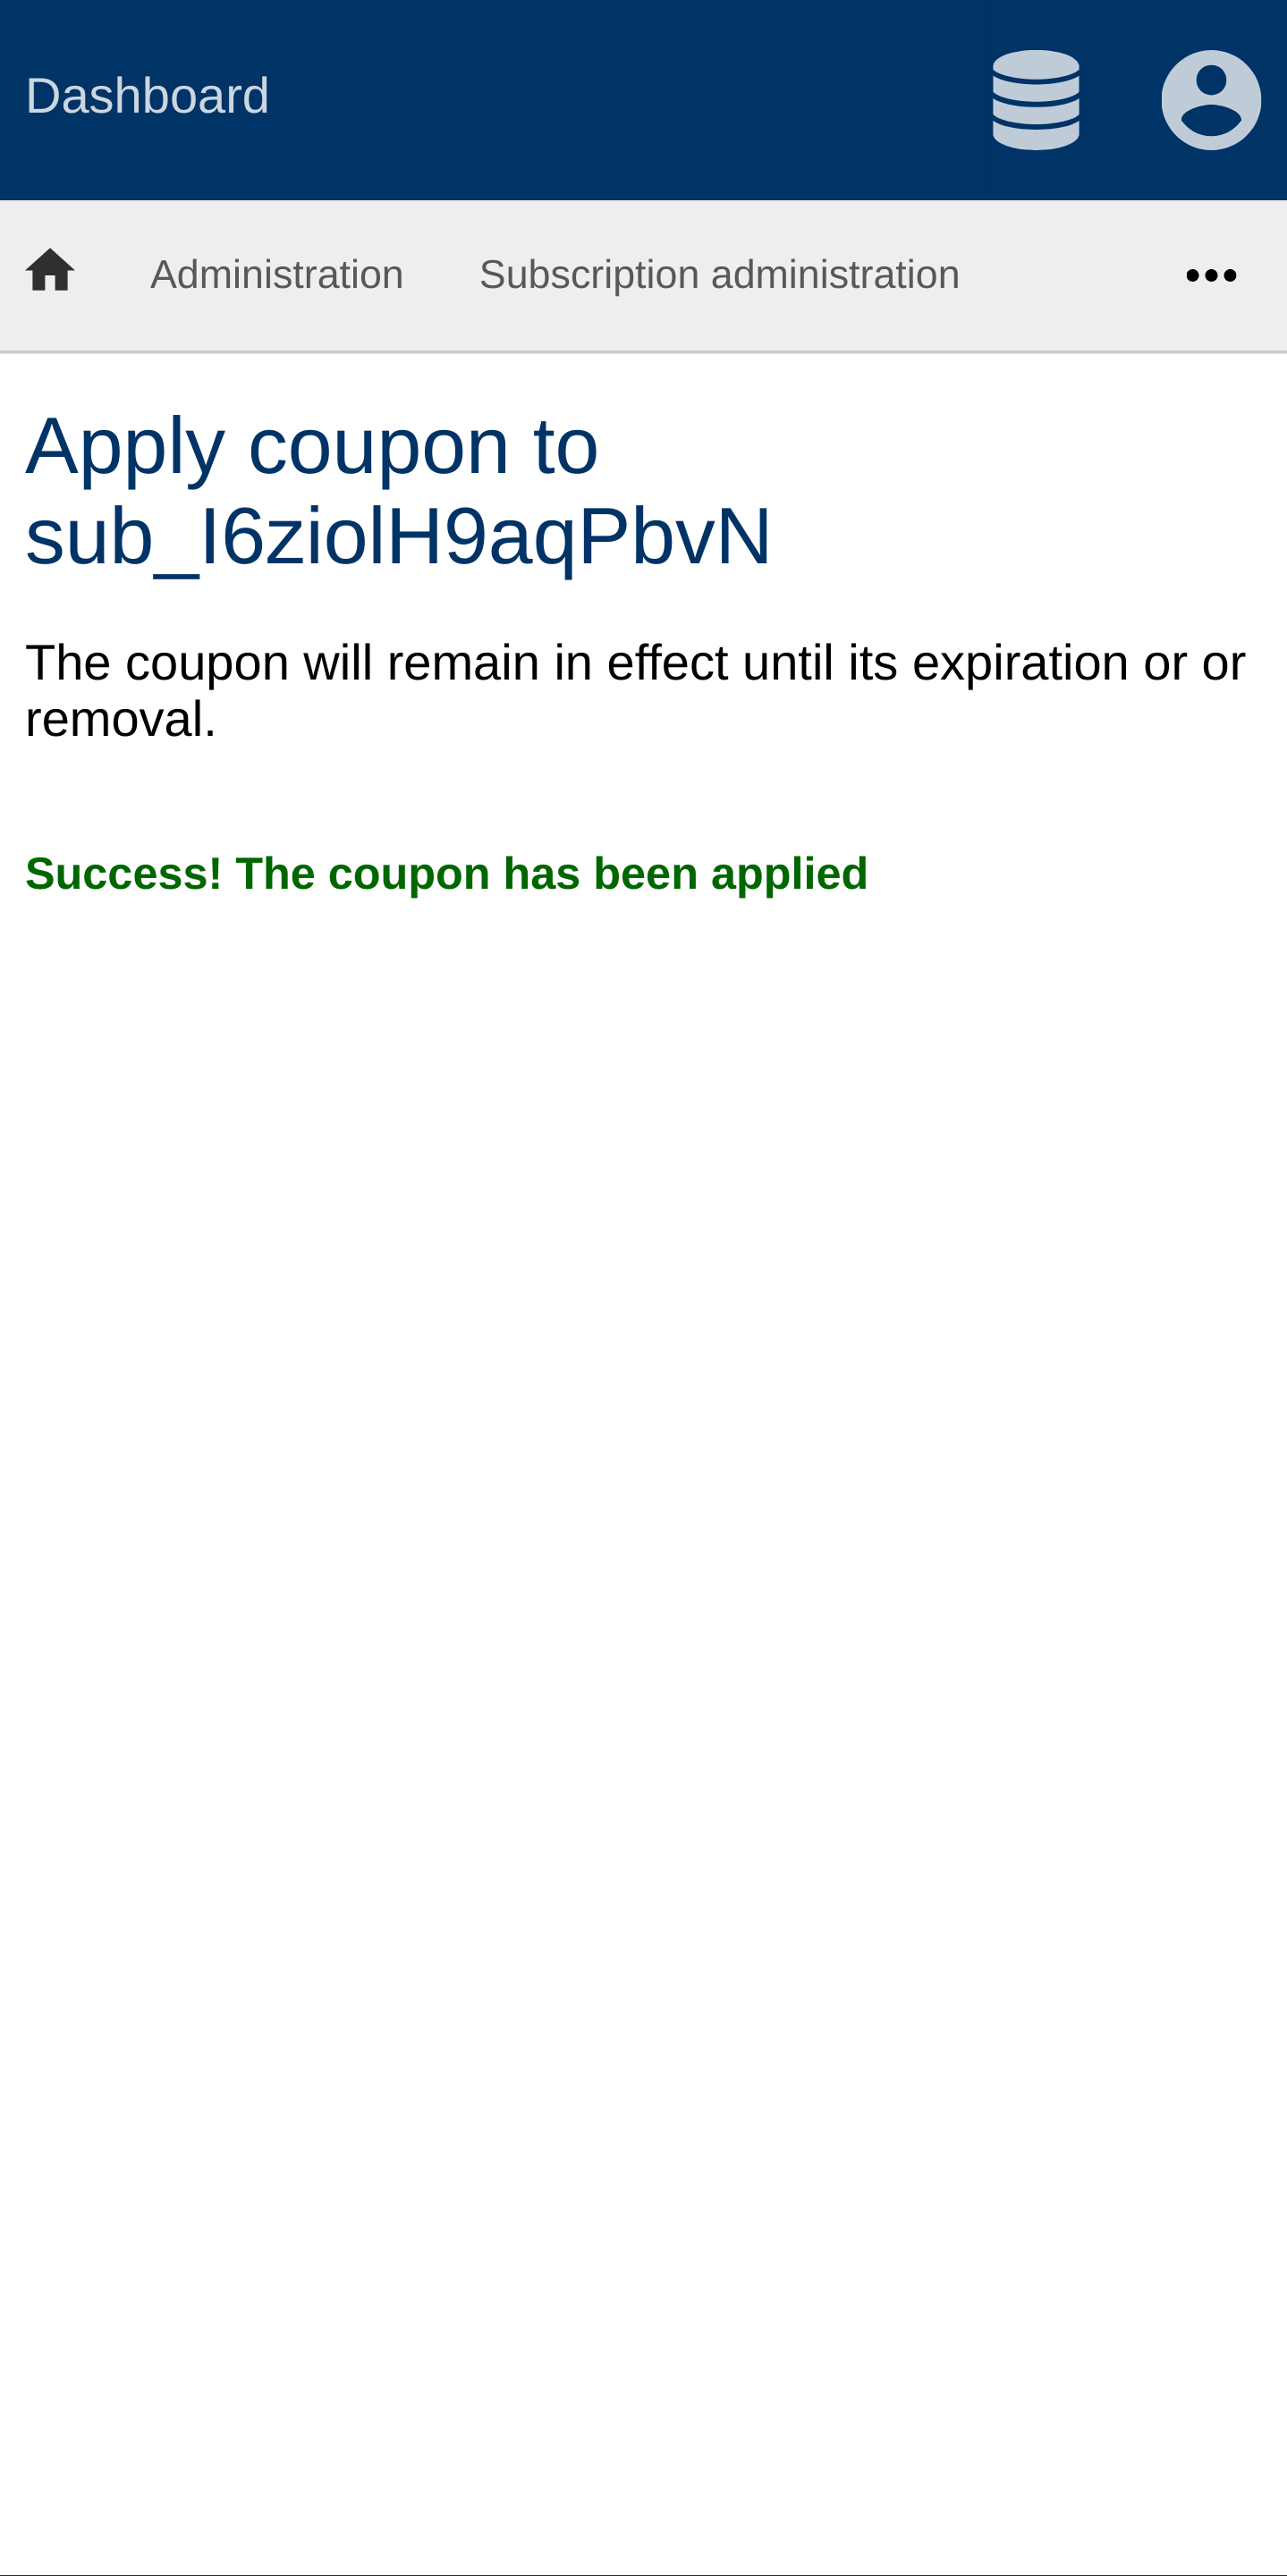 Dashboard
Administration Subscription administration
Apply coupon to
sub_I6ziolH9aqPbvN
The coupon will remain in effect until its expiration or or
removal.
Success! The coupon has been applied